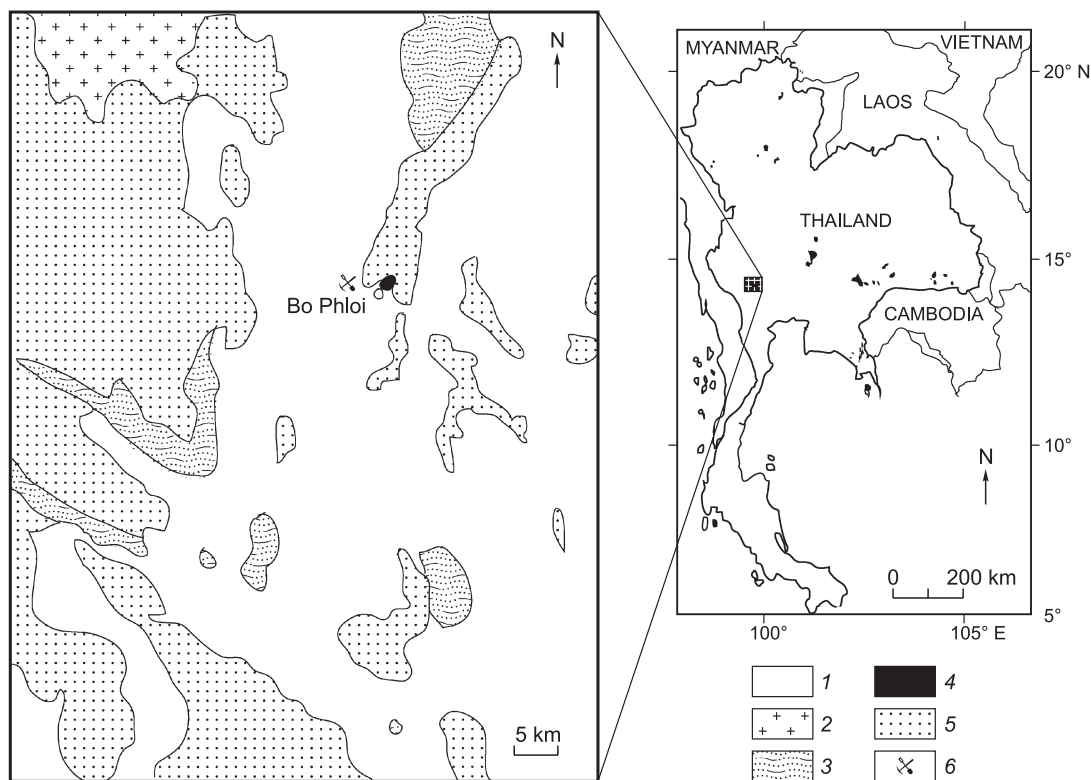 N
Bo Phloi
5 km
MYANMAR
VIETNAM
20° N
LAOS
THAILAND
15°
CAMBODIA
10°
N
0 200 km
5°
100° 105° E
1 4
2 5
3 6